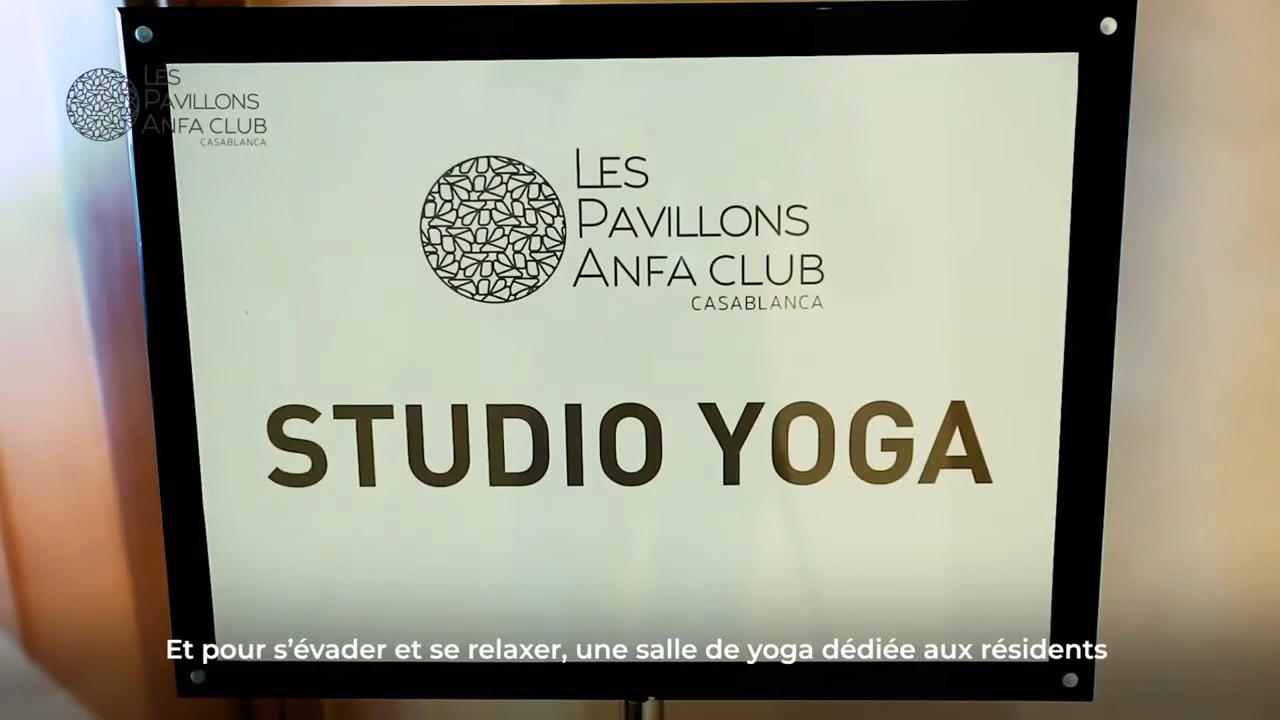 LES
PAVILLONS
ANFA CLUB
CASABLANCA
LES
PAVILLONS
ANFA CLUB
CASABLANCA
STUDIO YOGA
Et pour s’évader et se relaxer, une salle de yoga dédiée aux résidents